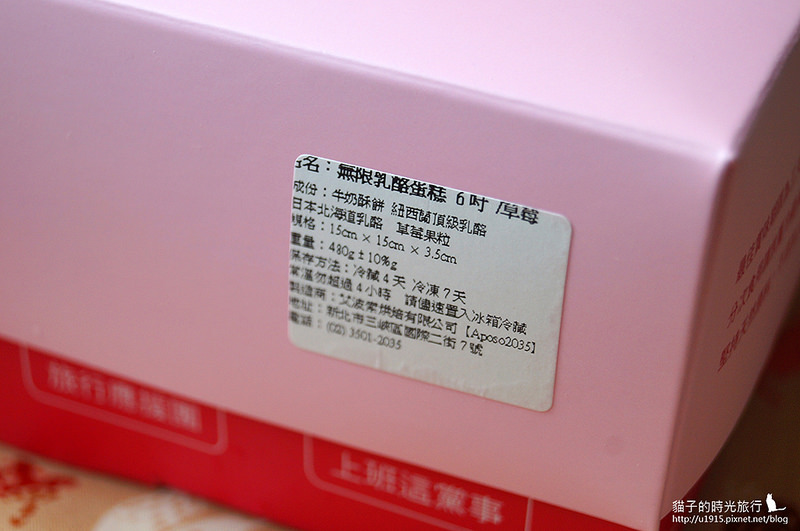 名：無限乳酪蛋糕 6吋 /草莓
成份：牛奶酥餅 紐西蘭頂級乳酪
日本北海道乳酪 草莓果粒
規格：15cm × 15cm × 3.5cm
重量：480g±10%g
保存方法：冷藏4天 冷凍7天
常溫勿超過4小時 請儘速置入冰箱冷藏
製造商：艾波索烘焙有限公司【Aposo2035】
地址：新北市三峽區國際二街7號
電話：(02) 3501-2035
旅行應援團
上班這黨事
貓子的時光旅行
http://u1915.pixnet.net/blog